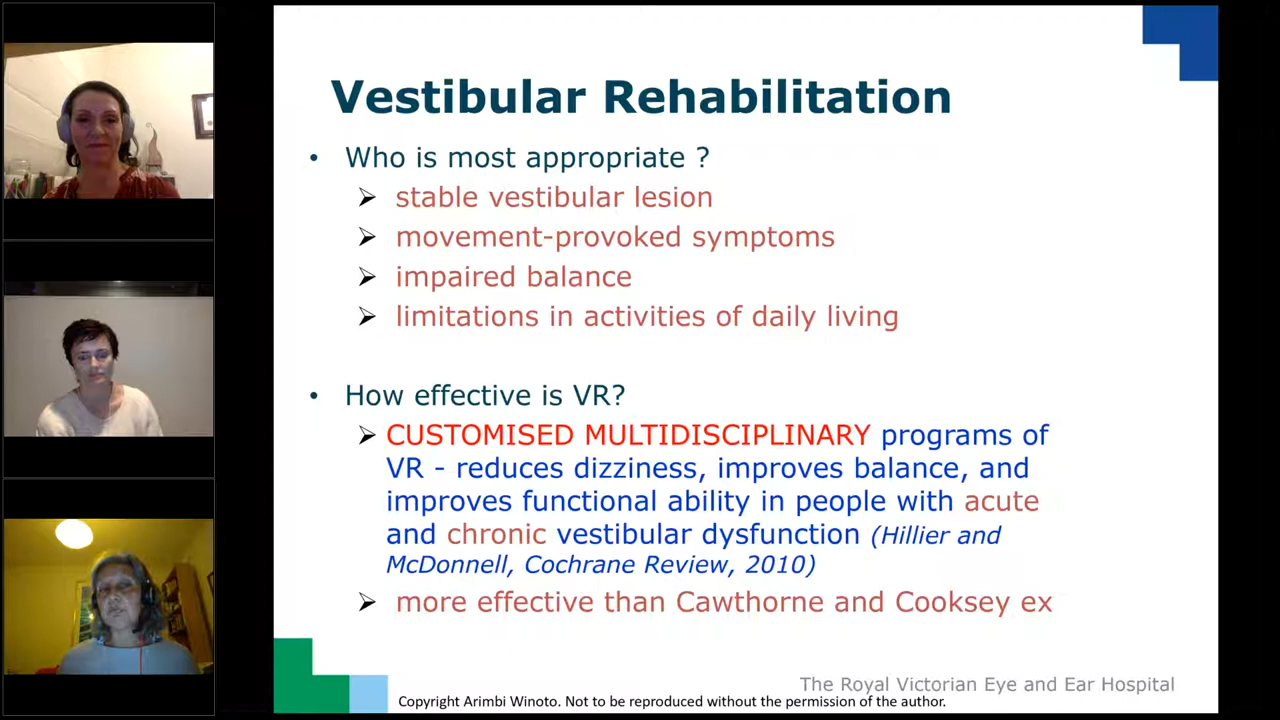 Vestibular Rehabilitation
• Who is most appropriate ?
➢ stable vestibular lesion
➢ movement-provoked symptoms
➢ impaired balance
➢ limitations in activities of daily living
• How effective is VR?
➢ CUSTOMISED MULTIDISCIPLINARY programs of
VR - reduces dizziness, improves balance, and
improves functional ability in people with acute
and chronic vestibular dysfunction (Hillier and
McDonnell, Cochrane Review, 2010)
➢ more effective than Cawthorne and Cooksey ex
The Royal Victorian Eye and Ear Hospital
Copyright Arimbi Winoto. Not to be reproduced without the permission of the author.